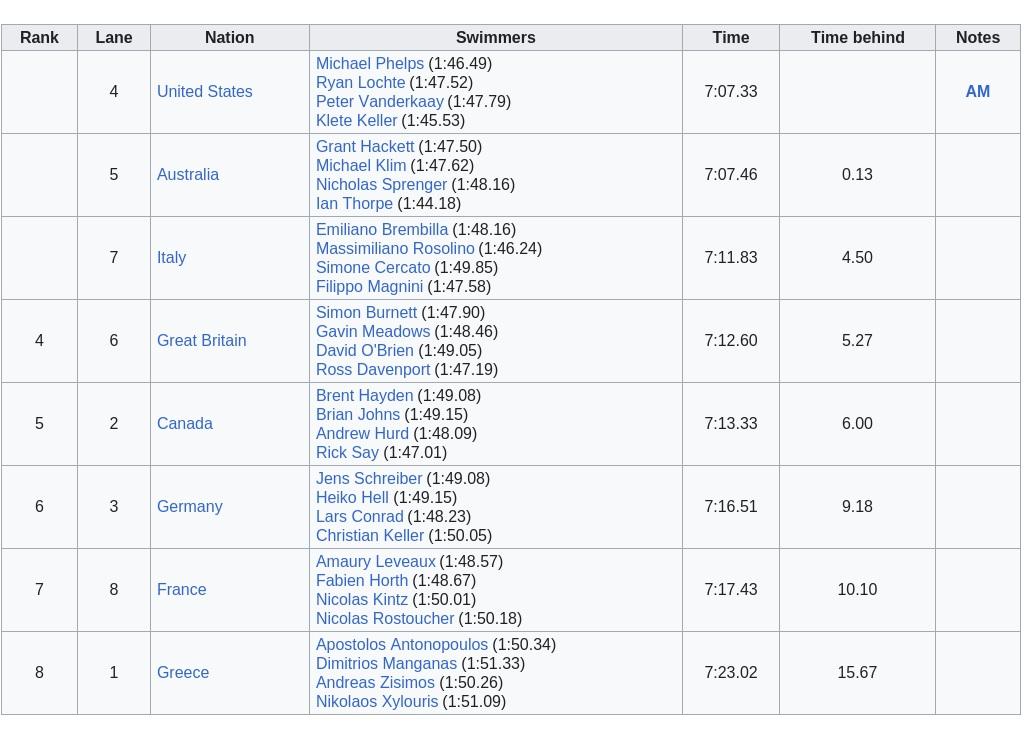 Rank Lane Nation Swimmers Time Time behind Notes
4 United States Michael Phelps (1:46.49) 7:07.33 AM
Ryan Lochte (1:47.52)
Peter Vanderkaay (1:47.79)
Klete Keller (1:45.53)
5 Australia Grant Hackett (1:47.50) 7:07.46 0.13
Michael Klim (1:47.62)
Nicholas Sprenger (1:48.16)
Ian Thorpe (1:44.18)
7 Italy Emiliano Brembilla (1:48.16) 7:11.83 4.50
Massimiliano Rosolino (1:46.24)
Simone Cercato (1:49.85)
Filippo Magnini (1:47.58)
4 6 Great Britain Simon Burnett (1:47.90) 7:12.60 5.27
Gavin Meadows (1:48.46)
David O'Brien (1:49.05)
Ross Davenport (1:47.19)
5 2 Canada Brent Hayden (1:49.08) 7:13.33 6.00
Brian Johns (1:49.15)
Andrew Hurd (1:48.09)
Rick Say (1:47.01)
6 3 Germany Jens Schreiber (1:49.08) 7:16.51 9.18
Heiko Hell (1:49.15)
Lars Conrad (1:48.23)
Christian Keller (1:50.05)
7 8 France Amaury Leveaux (1:48.57) 7:17.43 10.10
Fabien Horth (1:48.67)
Nicolas Kintz (1:50.01)
Nicolas Rostoucher (1:50.18)
8 1 Greece Apostolos Antonopoulos (1:50.34) 7:23.02 15.67
Dimitrios Manganas (1:51.33)
Andreas Zisimos (1:50.26)
Nikolaos Xylouris (1:51.09)